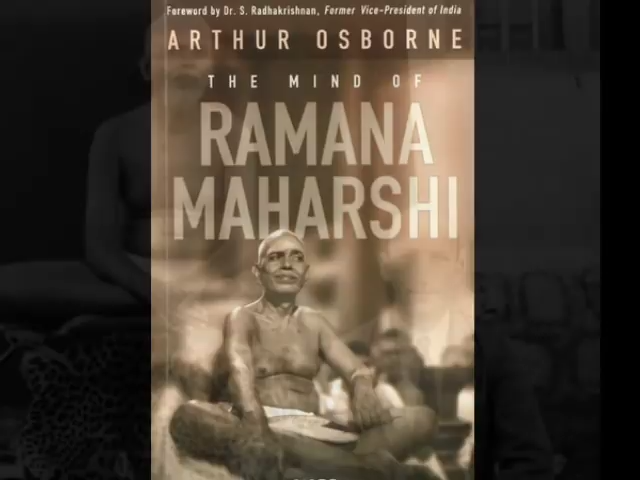 Foreword by Dr. S. Radhakrishnan, Former Vice-President of India
ARTHUR OSBORNE
THE MIND OF
RAMANA
MAHARSHI